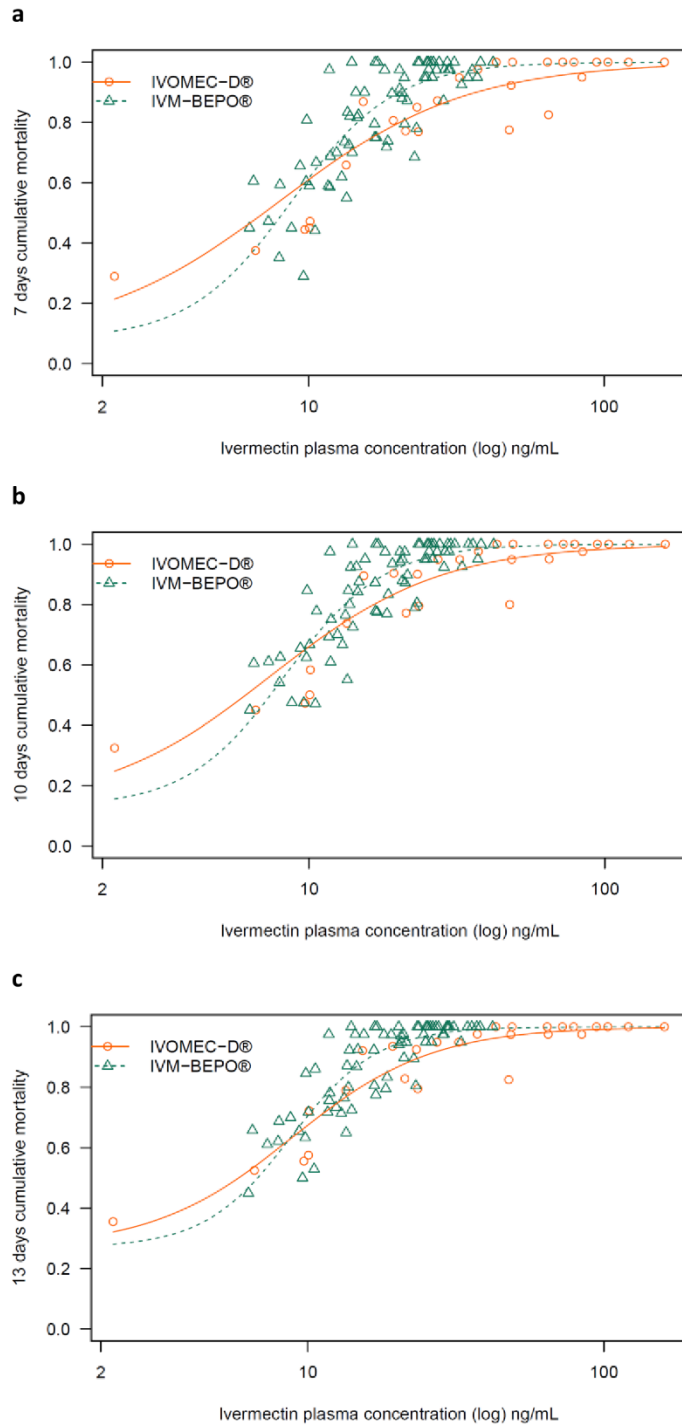 a
1.0
IVOMEC−D®
IVM−BEPO®
0.8
0.6
0.4
0.2
0.0
7 days cumulative mortality
2 10 100
Ivermectin plasma concentration (log) ng/mL
b
1.0
IVOMEC−D®
IVM−BEPO®
0.8
0.6
0.4
0.2
0.0
10 days cumulative mortality
2 10 100
Ivermectin plasma concentration (log) ng/mL
c
1.0
IVOMEC−D®
IVM−BEPO®
0.8
0.6
0.4
0.2
0.0
13 days cumulative mortality
2 10 100
Ivermectin plasma concentration (log) ng/mL